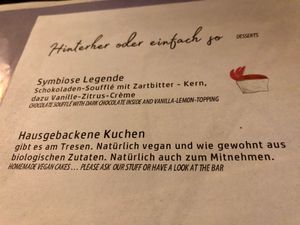 Hinterher oder einfach so DESSERTS
Symbiose Legende
Schokoladen-Soufflé mit Zartbitter - Kern,
dazu Vanille-Zitrus-Crème
CHOCOLATE SOUFFLÉ WITH DARK CHOCOLATE INSIDE AND VANILLA-LEMON-TOPPING
Hausgebackene Kuchen
gibt es am Tresen. Natürlich vegan und wie gewohnt aus
biologischen Zutaten. Natürlich auch zum Mitnehmen.
HOMEMADE VEGAN CAKES ... PLEASE ASK OUR STUFF OR HAVE A LOOK AT THE BAR